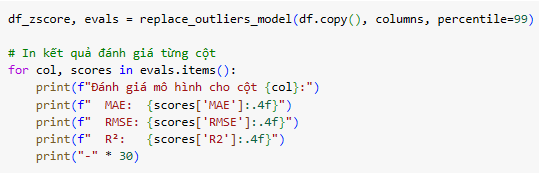 df_zscore, evals = replace_outliers_model(df.copy(), columns, percentile=99)
# In kết quả đánh giá từng cột
for col, scores in evals.items():
    print(f"Đánh giá mô hình cho cột {col}:")
    print(f"  MAE:  {scores['MAE']:.4f}")
    print(f"  RMSE: {scores['RMSE']:.4f}")
    print(f"  R²:   {scores['R2']:.4f}")
    print("-" * 30)